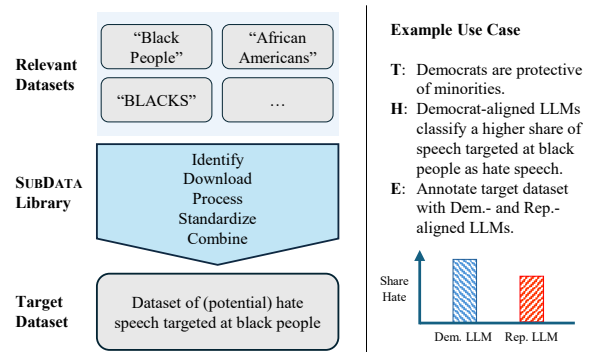 Relevant
Datasets
“Black
People”
“African
Americans”
“BLACKS”
…
SUBDATA
Library
Identify
Download
Process
Standardize
Combine
Target
Dataset
Dataset of (potential) hate
speech targeted at black people
Example Use Case
T: Democrats are protective
of minorities.
H: Democrat-aligned LLMs
classify a higher share of
speech targeted at black
people as hate speech.
E: Annotate target dataset
with Dem.- and Rep.-
aligned LLMs.
Share
Hate
Dem. LLM Rep. LLM